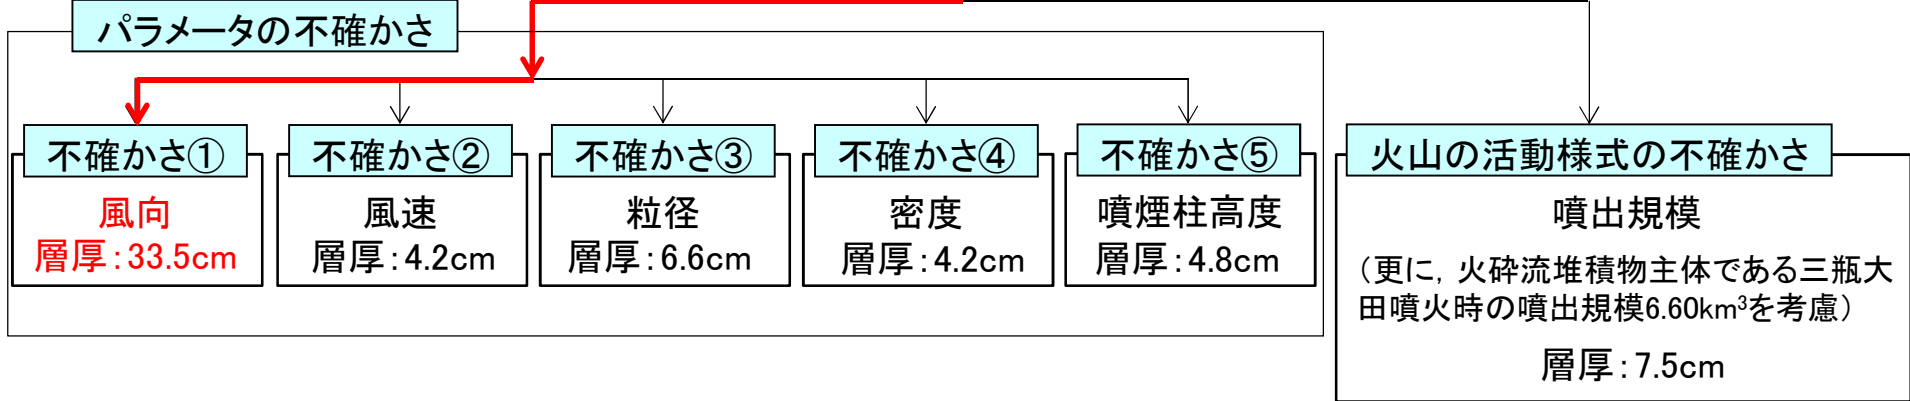 パラメータの不確かさ
不確かさ①
風向
層厚：33.5cm
不確かさ②
風速
層厚：4.2cm
不確かさ③
粒径
層厚：6.6cm
不確かさ④
密度
層厚：4.2cm
不確かさ⑤
噴煙柱高度
層厚：4.8cm
火山の活動様式の不確かさ
噴出規模
（更に，火砕流堆積物主体である三瓶大
田噴火時の噴出規模6.60km³を考慮）
層厚：7.5cm